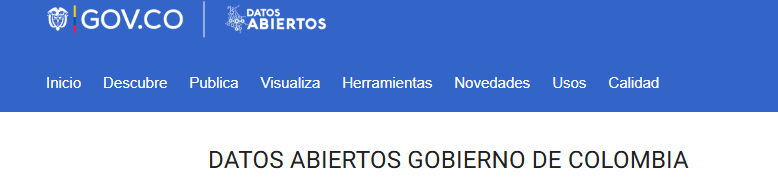 GOV.CO
DATOS
ABIERTOS
Inicio Descubre Publica Visualiza Herramientas Novedades Usos Calidad
DATOS ABIERTOS GOBIERNO DE COLOMBIA